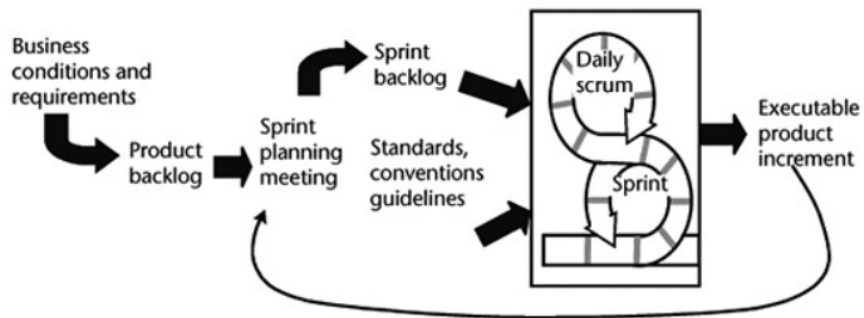 Business
conditions and
requirements
Product
backlog
Sprint
planning
meeting
Sprint
backlog
Standards,
conventions
guidelines
Daily
scrum
Sprint
Executable
product
increment